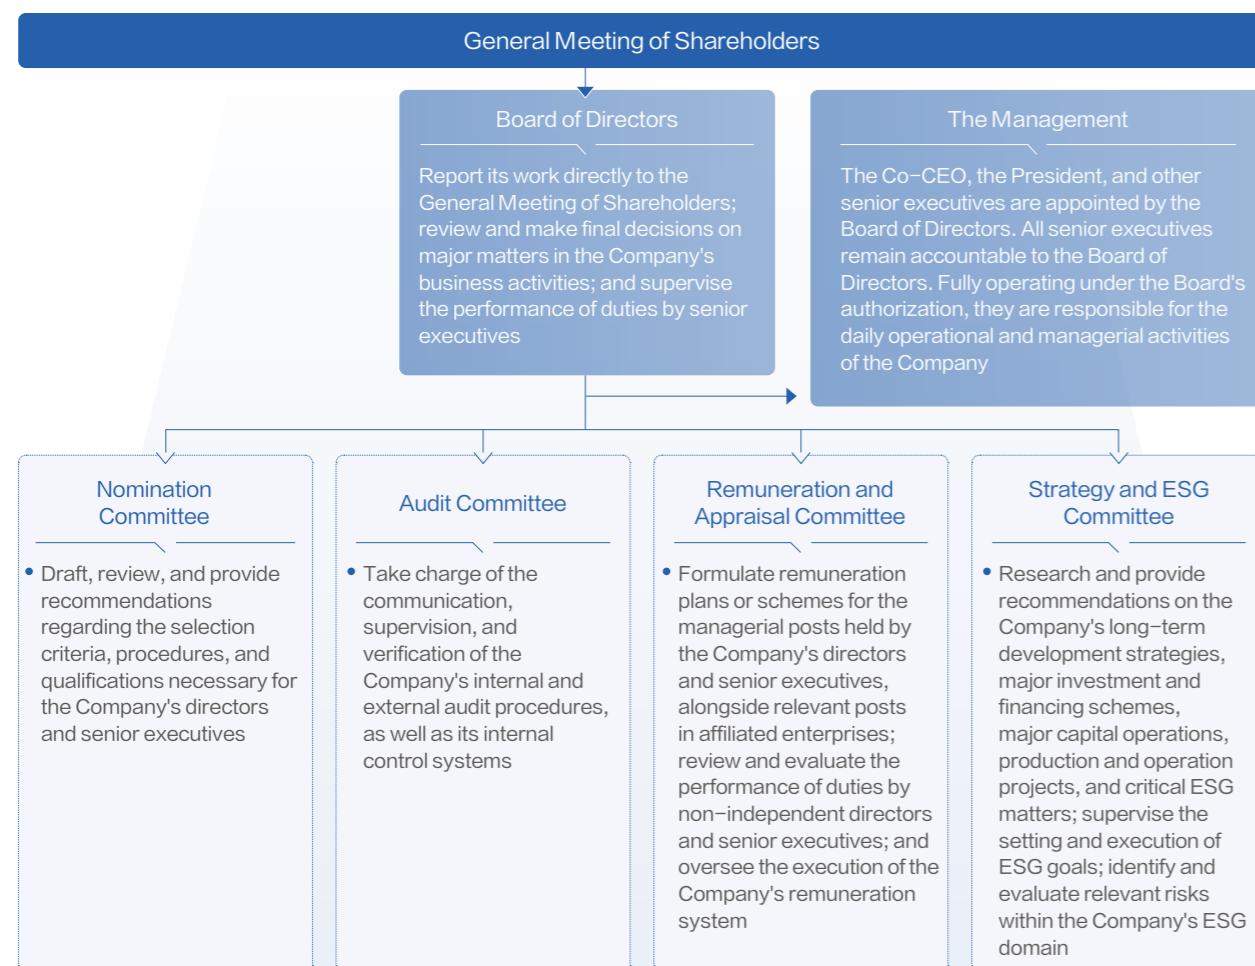 General Meeting of Shareholders
Board of Directors
Report its work directly to the
General Meeting of Shareholders;
review and make final decisions on
major matters in the Company's
business activities; and supervise
the performance of duties by senior
executives
The Management
The Co-CEO, the President, and other
senior executives are appointed by the
Board of Directors. All senior executives
remain accountable to the Board of
Directors. Fully operating under the Board's
authorization, they are responsible for the
daily operational and managerial activities
of the Company
Nomination
Committee
• Draft, review, and provide
recommendations
regarding the selection
criteria, procedures, and
qualifications necessary for
the Company's directors
and senior executives
Audit Committee
• Take charge of the
communication,
supervision, and
verification of the
Company's internal and
external audit procedures,
as well as its internal
control systems
Remuneration and
Appraisal Committee
• Formulate remuneration
plans or schemes for the
managerial posts held by
the Company's directors
and senior executives,
alongside relevant posts
in affiliated enterprises;
review and evaluate the
performance of duties by
non-independent directors
and senior executives; and
oversee the execution of the
Company's remuneration
system
Strategy and ESG
Committee
• Research and provide
recommendations on the
Company's long-term
development strategies,
major investment and
financing schemes,
major capital operations,
production and operation
projects, and critical ESG
matters; supervise the
setting and execution of
ESG goals; identify and
evaluate relevant risks
within the Company's ESG
domain